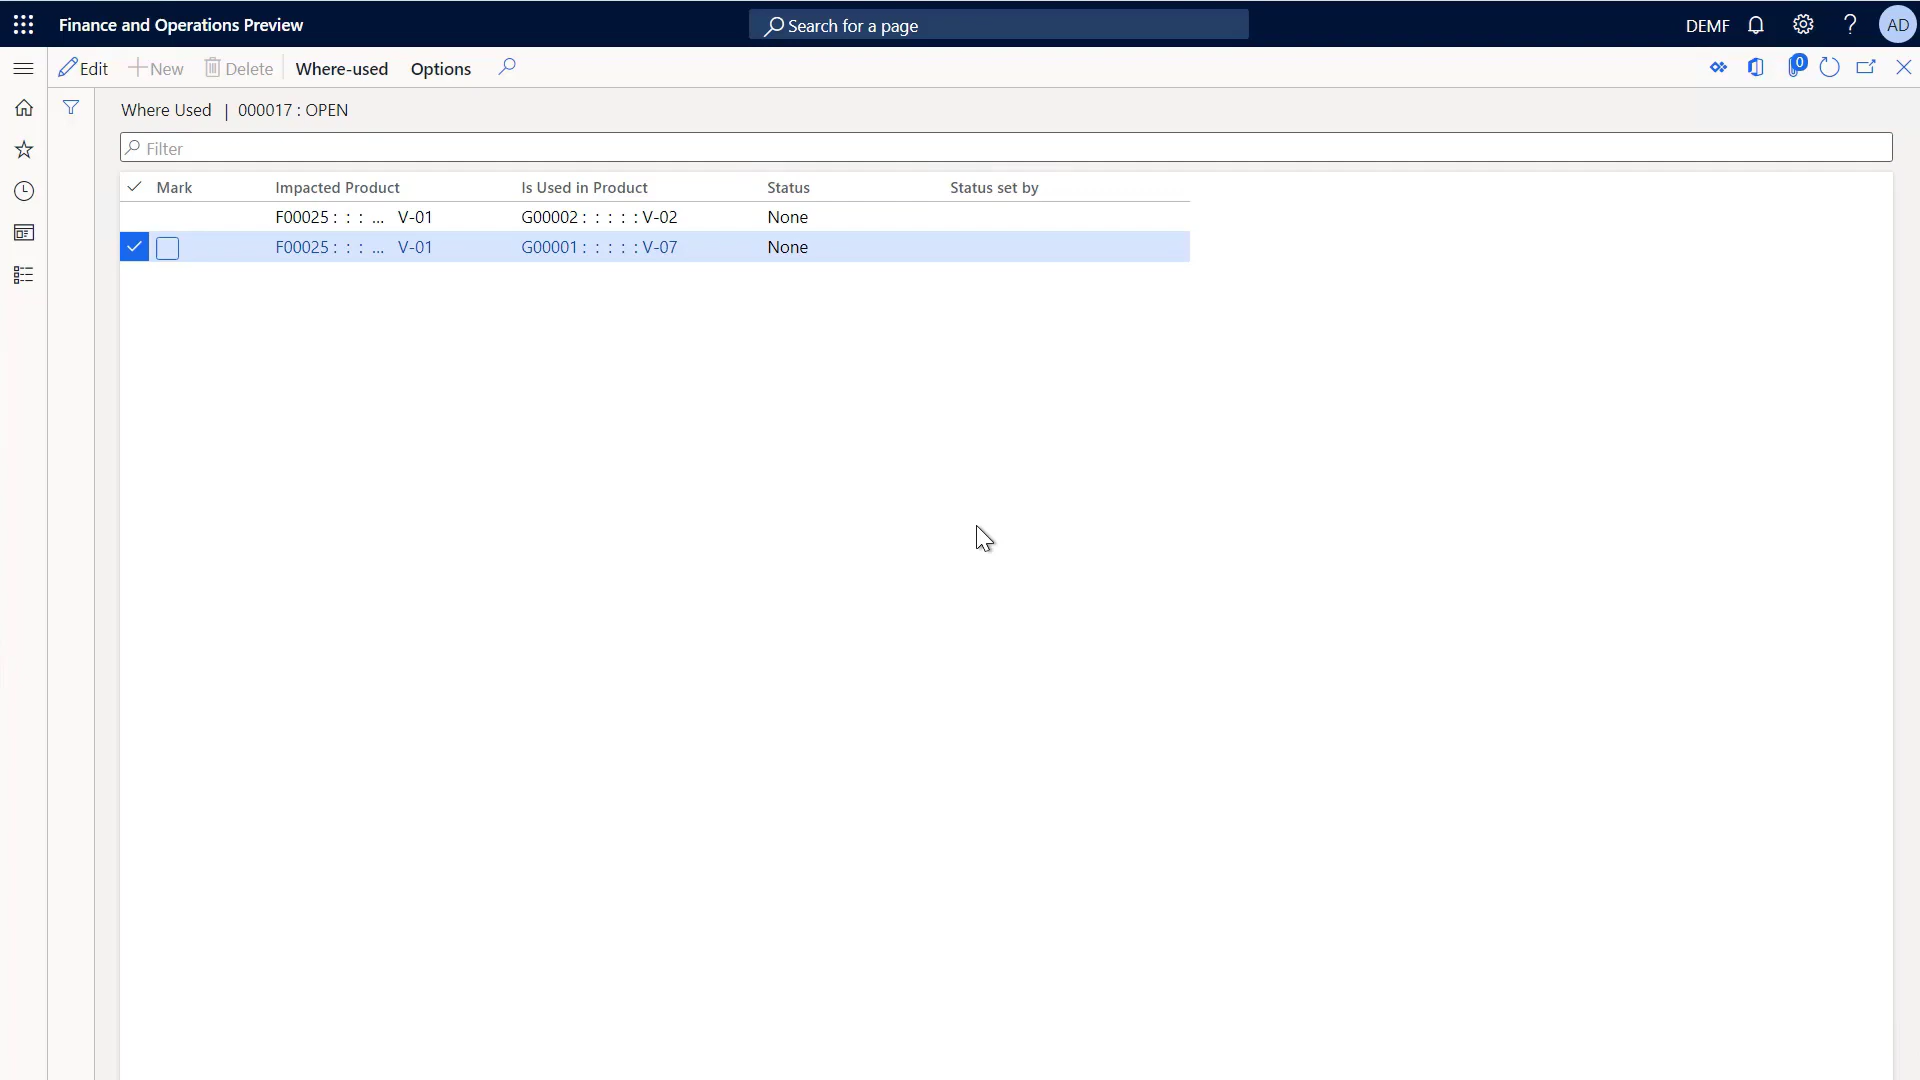 Finance and Operations Preview
Search for a page
DEMF
AD
Edit
New
Delete
Where-used
Options
0
Where Used | 000017 : OPEN
Filter
Mark Impacted Product Is Used in Product Status Status set by
F00025 : : : ... V-01 G00002 : : : : : V-02 None
F00025 : : : ... V-01 G00001 : : : : : V-07 None